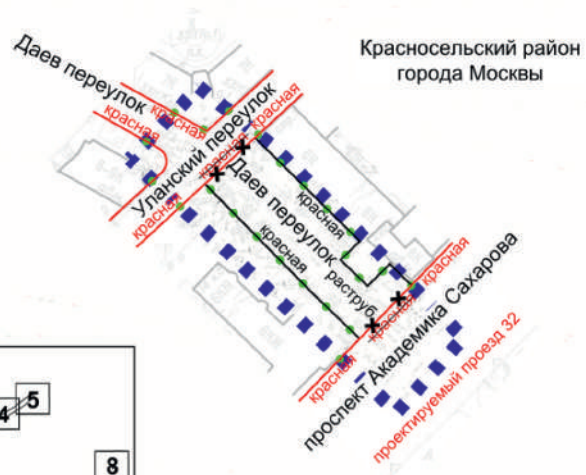 Красносельский район
города Москвы
Даев переулок
красная
красная
Уланский переулок
красная
красная
красная
Даев переулок
красная
красная
раструб
красная
красная
красная
проспект Академика Сахарова
проектируемый проезд 32
5
4
8